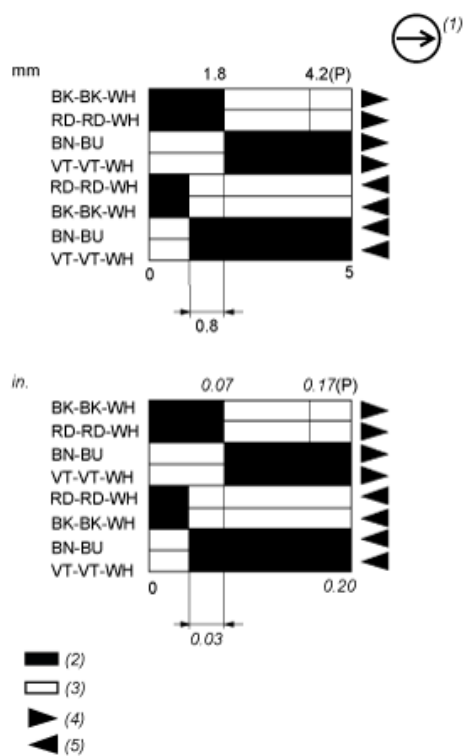 (1)
mm
1.8 4.2(P)
BK-BK-WH
RD-RD-WH
BN-BU
VT-VT-WH
RD-RD-WH
BK-BK-WH
BN-BU
VT-VT-WH
0 5
0.8
in.
0.07 0.17(P)
BK-BK-WH
RD-RD-WH
BN-BU
VT-VT-WH
RD-RD-WH
BK-BK-WH
BN-BU
VT-VT-WH
0 0.20
0.03
(2)
(3)
(4)
(5)